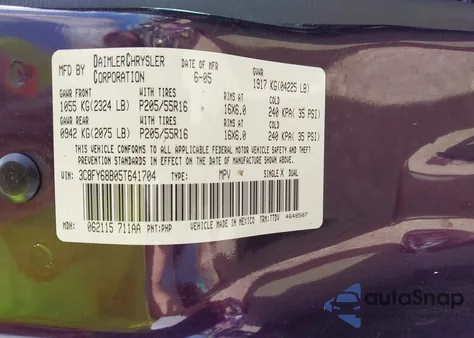 MFD BY DAIMLERCHRYSLER CORPORATION DATE OF MFR 6-05 GVWR 1917 KG(04225 LB)
GAWR FRONT WITH TIRES RIMS AT COLD
1055 KG(2324 LB) P205/55R16 16X6.0 240 KPA( 35 PSI)
GAWR REAR WITH TIRES RIMS AT COLD
0942 KG(2075 LB) P205/55R16 16X6.0 240 KPA( 35 PSI)
THIS VEHICLE CONFORMS TO ALL APPLICABLE FEDERAL MOTOR VEHICLE SAFETY, BUMPER AND THEFT
PREVENTION STANDARDS IN EFFECT ON THE DATE OF MANUFACTURE SHOWN ABOVE.
VIN: 3C8FY68B05T641704 TYPE: MPV SINGLE X DUAL
MDH: 062115 711AA PNT:PHP VEHICLE MADE IN MEXICO TRM:T7DV 4648507
autoSnap